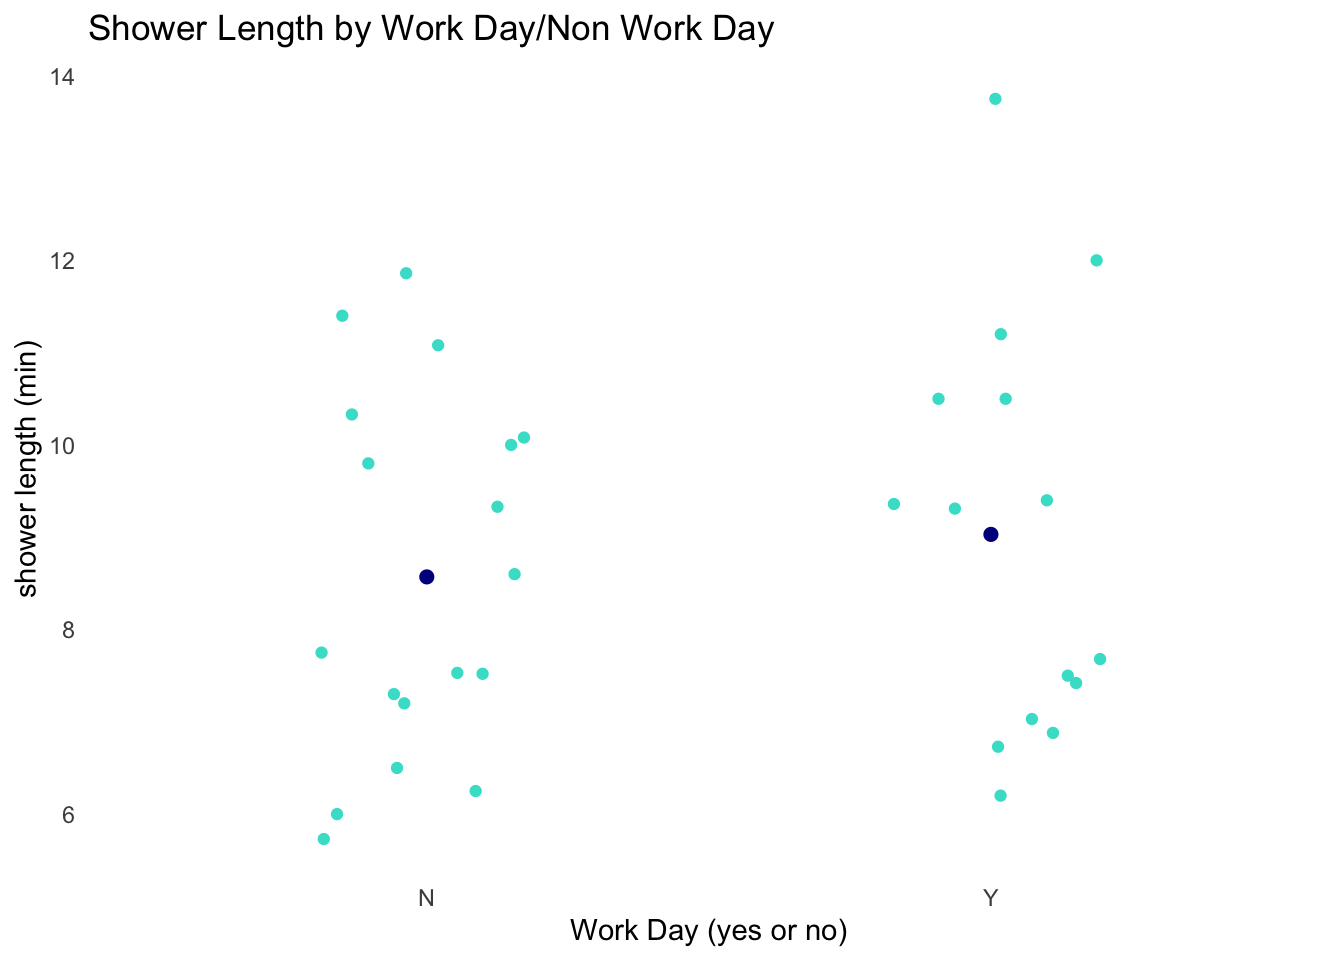 Shower Length by Work Day/Non Work Day
14
12
10
8
6
shower length (min)
N
Y
Work Day (yes or no)